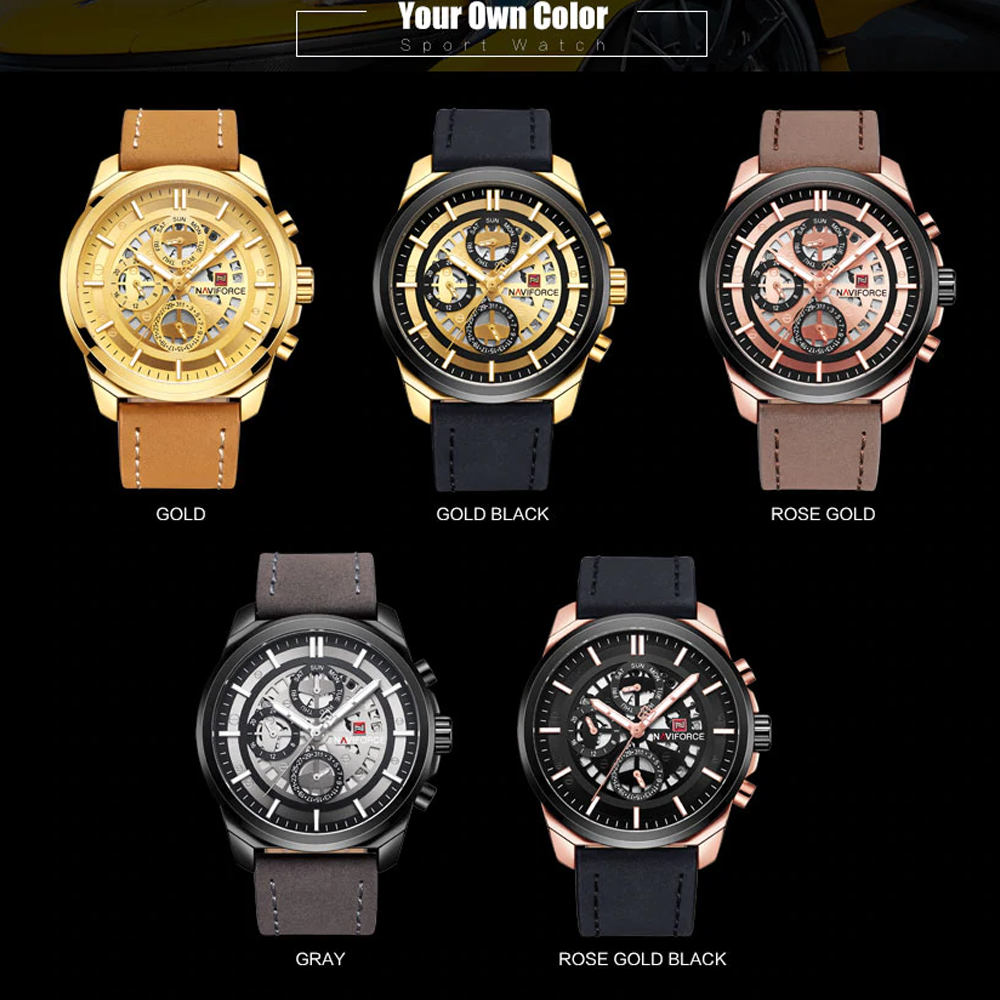 Your Own Color
Sport Watch
NAVIFORCE
NAVIFORCE
NAVIFORCE
GOLD
GOLD BLACK
ROSE GOLD
NAVIFORCE
NAVIFORCE
GRAY
ROSE GOLD BLACK